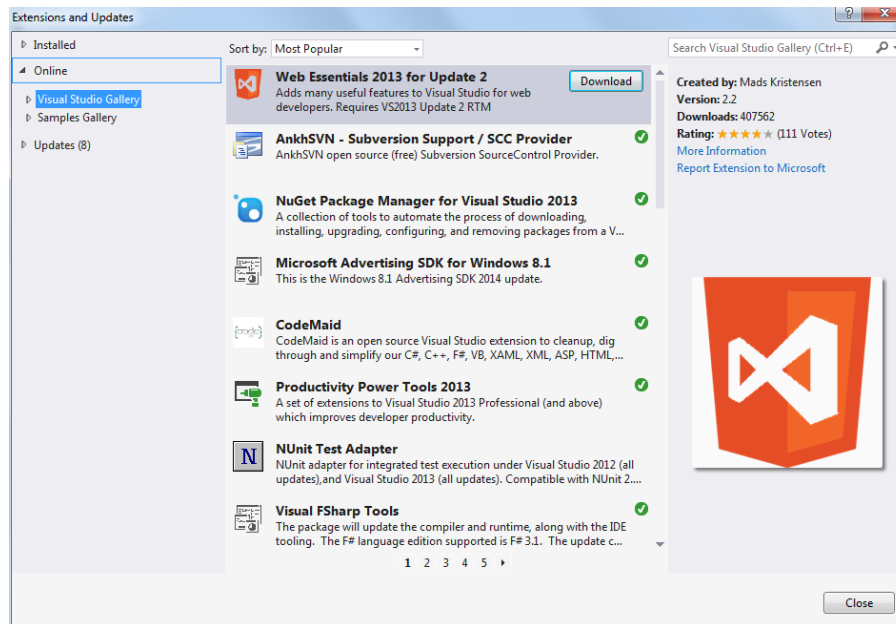 Extensions and Updates
Installed
Online
Visual Studio Gallery
Samples Gallery
Updates (8)
Sort by: Most Popular
Web Essentials 2013 for Update 2
Adds many useful features to Visual Studio for web
developers. Requires VS2013 Update 2 RTM
Download
AnkhSVN - Subversion Support / SCC Provider
AnkhSVN open source (free) Subversion SourceControl Provider.
NuGet Package Manager for Visual Studio 2013
A collection of tools to automate the process of downloading,
installing, upgrading, configuring, and removing packages from a V...
Microsoft Advertising SDK for Windows 8.1
This is the Windows 8.1 Advertising SDK 2014 update.
{code}
CodeMaid
CodeMaid is an open source Visual Studio extension to cleanup, dig
through and simplify our C#, C++, F#, VB, XAML, XML, ASP, HTML,...
Productivity Power Tools 2013
A set of extensions to Visual Studio 2013 Professional (and above)
which improves developer productivity.
N
NUnit Test Adapter
NUnit adapter for integrated test execution under Visual Studio 2012 (all
updates),and Visual Studio 2013 (all updates). Compatible with NUnit 2....
Visual FSharp Tools
The package will update the compiler and runtime, along with the IDE
tooling. The F# language edition supported is F# 3.1. The update c...
1 2 3 4 5
Search Visual Studio Gallery (Ctrl+E)
Created by: Mads Kristensen
Version: 2.2
Downloads: 407562
Rating: (111 Votes)
More Information
Report Extension to Microsoft
Close